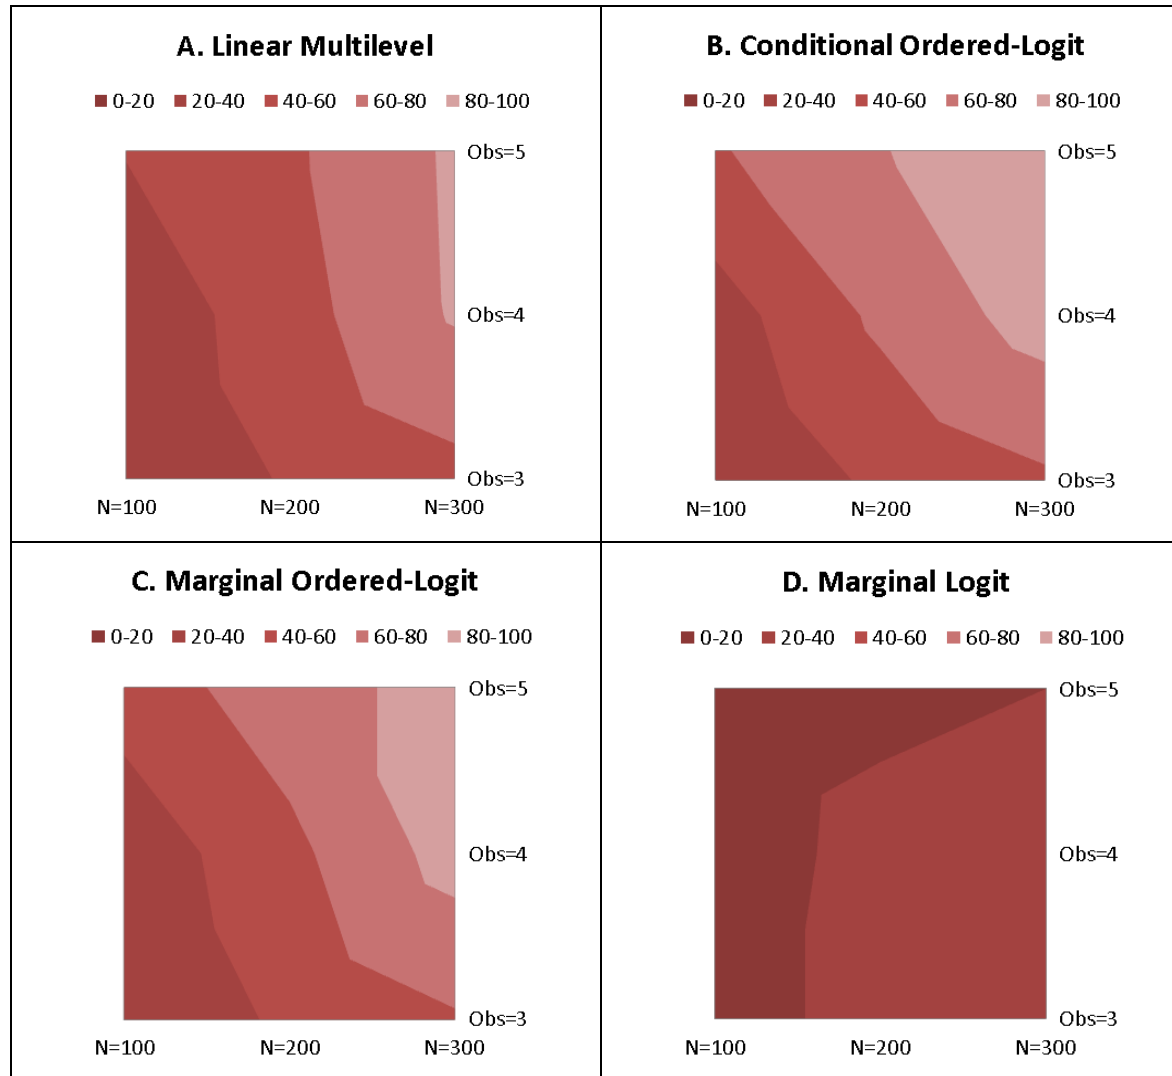 A. Linear Multilevel
0-20 20-40 40-60 60-80 80-100
Obs=5
Obs=4
Obs=3
N=100 N=200 N=300
B. Conditional Ordered-Logit
0-20 20-40 40-60 60-80 80-100
Obs=5
Obs=4
Obs=3
N=100 N=200 N=300
C. Marginal Ordered-Logit
0-20 20-40 40-60 60-80 80-100
Obs=5
Obs=4
Obs=3
N=100 N=200 N=300
D. Marginal Logit
0-20 20-40 40-60 60-80 80-100
Obs=5
Obs=4
Obs=3
N=100 N=200 N=300